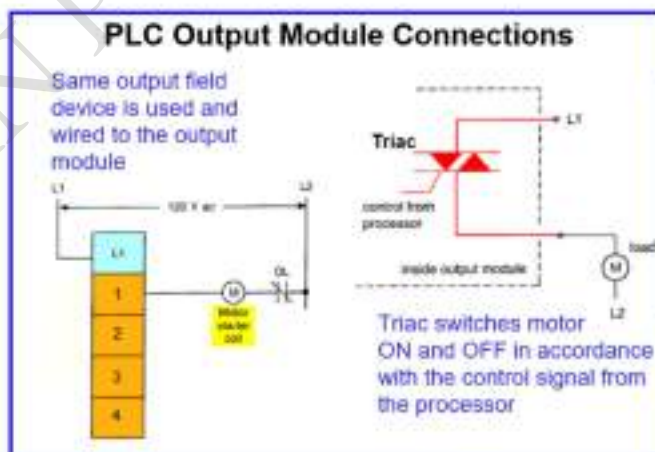 PLC Output Module Connections
Same output field
device is used and
wired to the output
module
L1
L2
120 V ac
L1
1
2
3
4
M
OL
Motor
starter
coil
Triac
L1
control from
processor
inside output module
load
M
L2
Triac switches motor
ON and OFF in accordance
with the control signal from
the processor